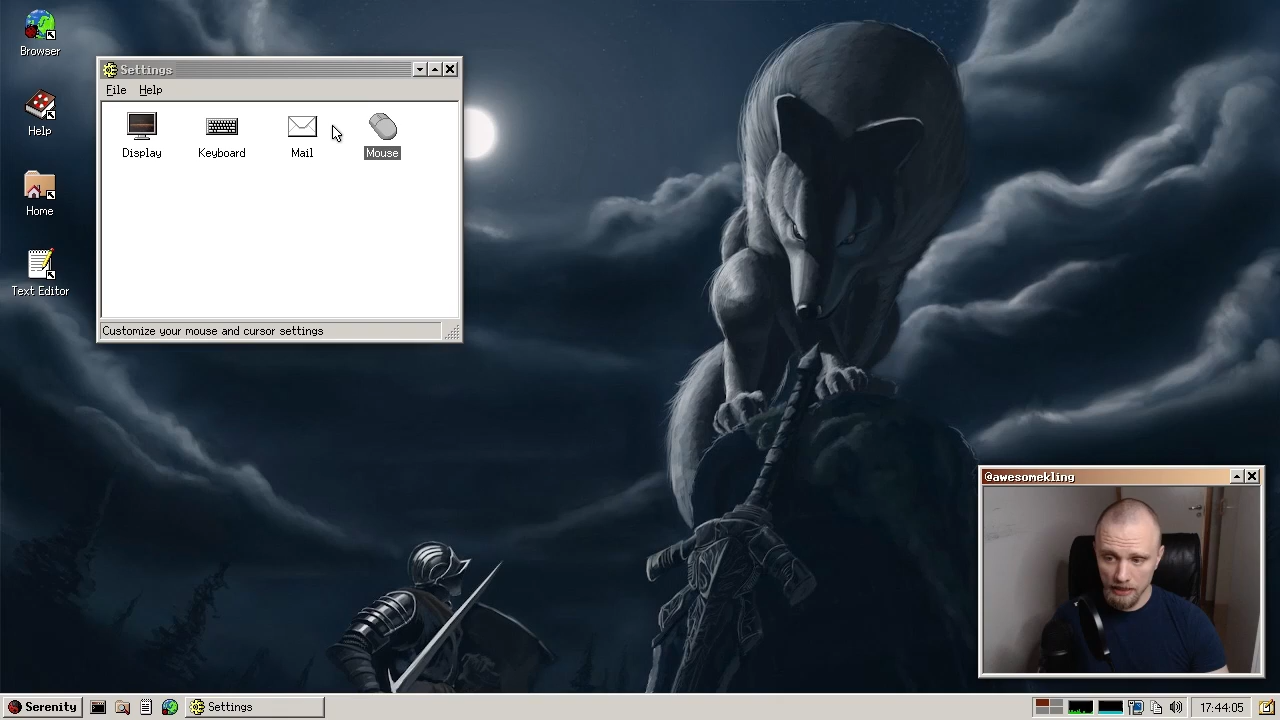 Browser
Help
Home
Text Editor
Settings
File Help
Display Keyboard Mail Mouse
Customize your mouse and cursor settings
@awesomekling
Serenity Settings 17:44:05